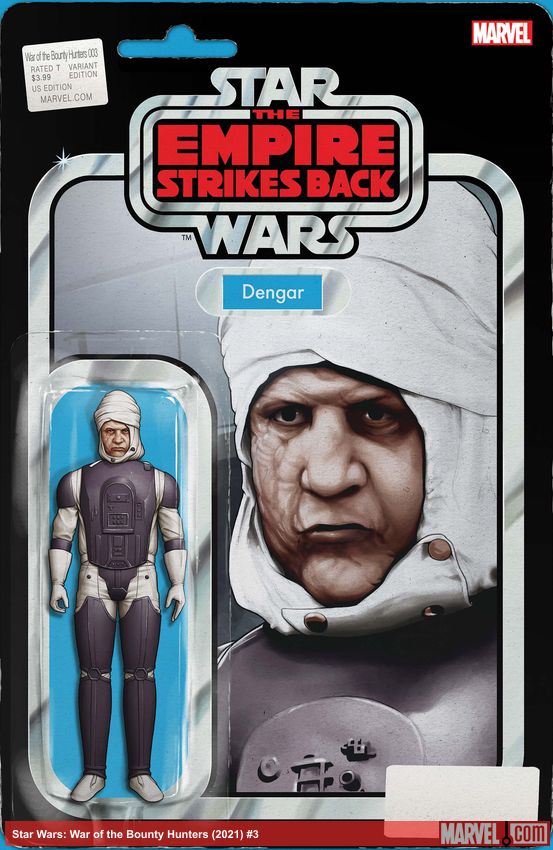 War of the Bounty Hunters 003
RATED T VARIANT
$3.99 EDITION
US EDITION
MARVEL.COM
MARVEL
STAR
THE
EMPIRE
STRIKES BACK
WARS
TM
Dengar
Star Wars: War of the Bounty Hunters (2021) #3
MARVEL.com